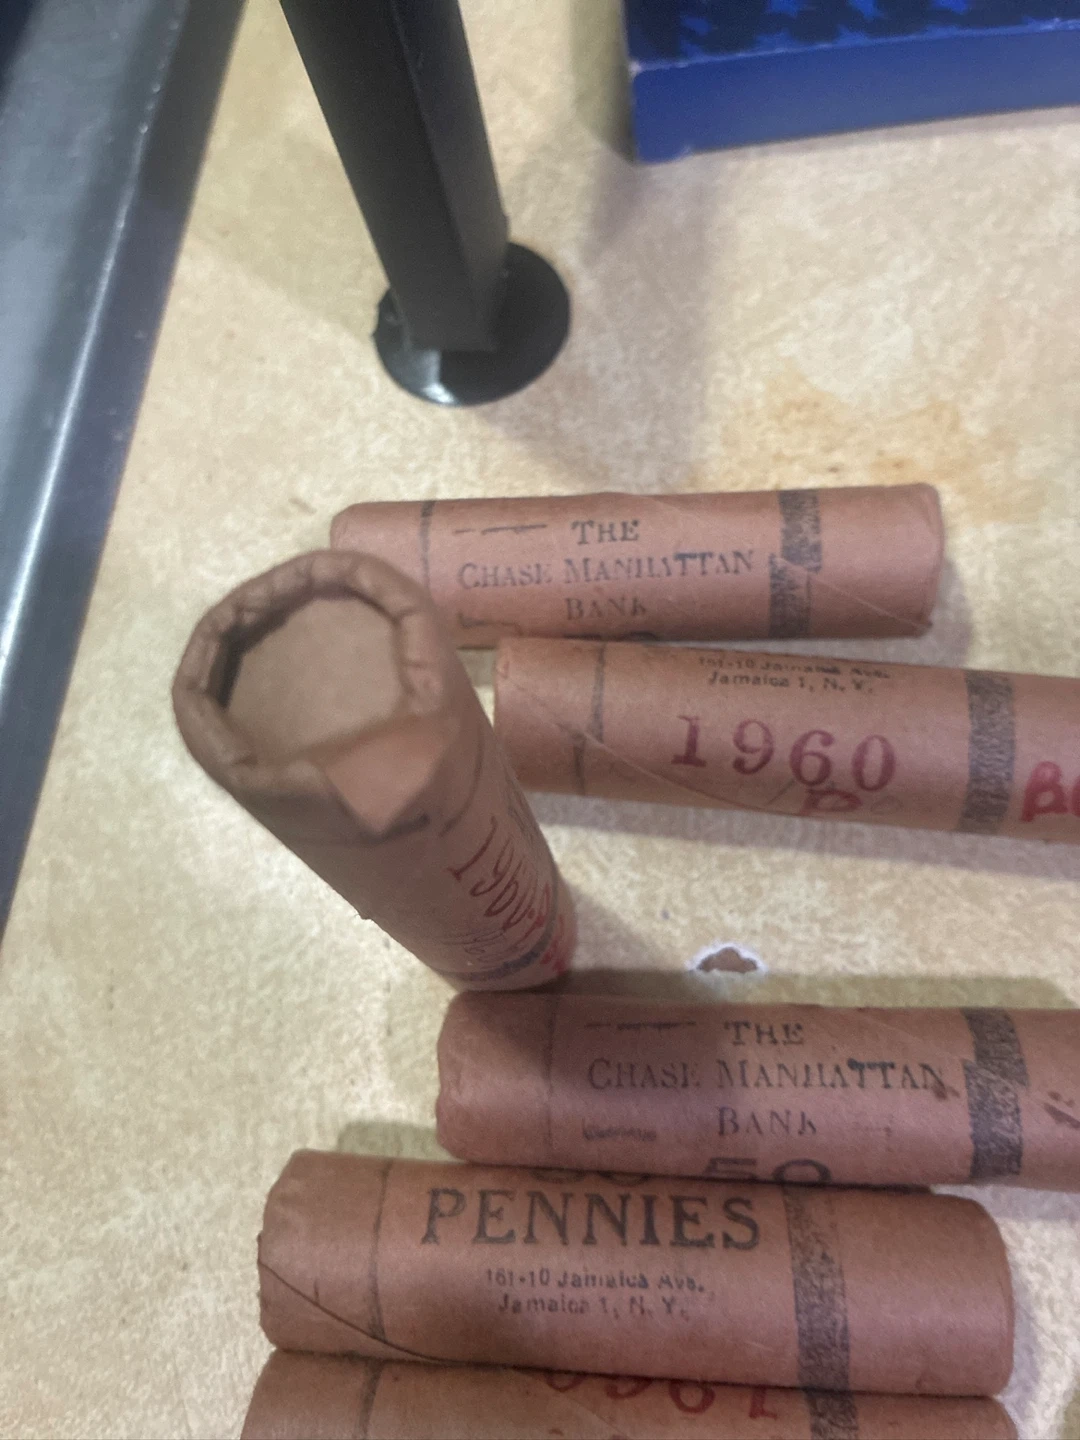 THE
CHASE MANHATTAN
BANK
161-10 Jamaica Ave.
Jamaica 1, N. Y.
1960
D
THE
CHASE MANHATTAN
BANK
50
PENNIES
161-10 Jamaica Ave.
Jamaica 1, N. Y.